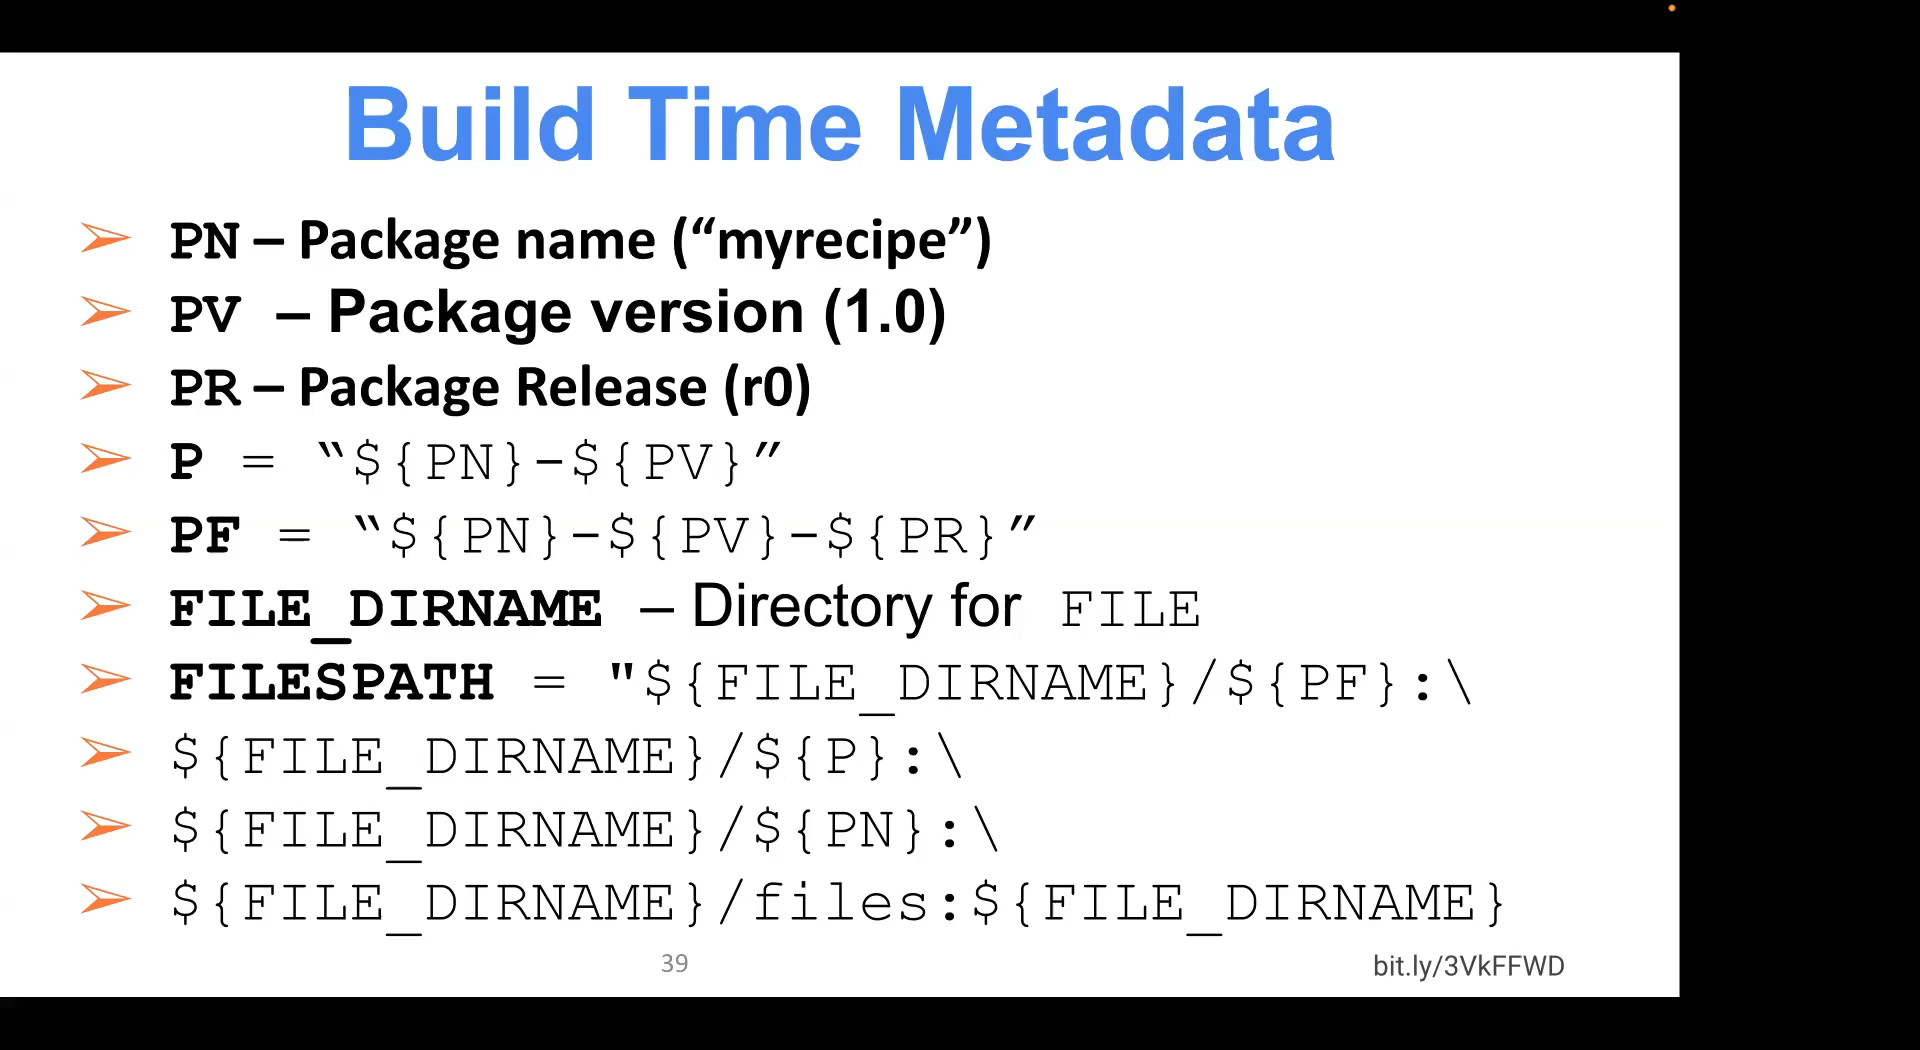 Build Time Metadata
➢ PN – Package name (“myrecipe”)
➢ PV – Package version (1.0)
➢ PR – Package Release (r0)
➢ P = “${PN}-${PV}”
➢ PF = “${PN}-${PV}-${PR}”
➢ FILE_DIRNAME – Directory for FILE
➢ FILESPATH = "${FILE_DIRNAME}/${PF}:\
➢ ${FILE_DIRNAME}/${P}:\
➢ ${FILE_DIRNAME}/${PN}:\
➢ ${FILE_DIRNAME}/files:${FILE_DIRNAME}
39
bit.ly/3VkFFWD